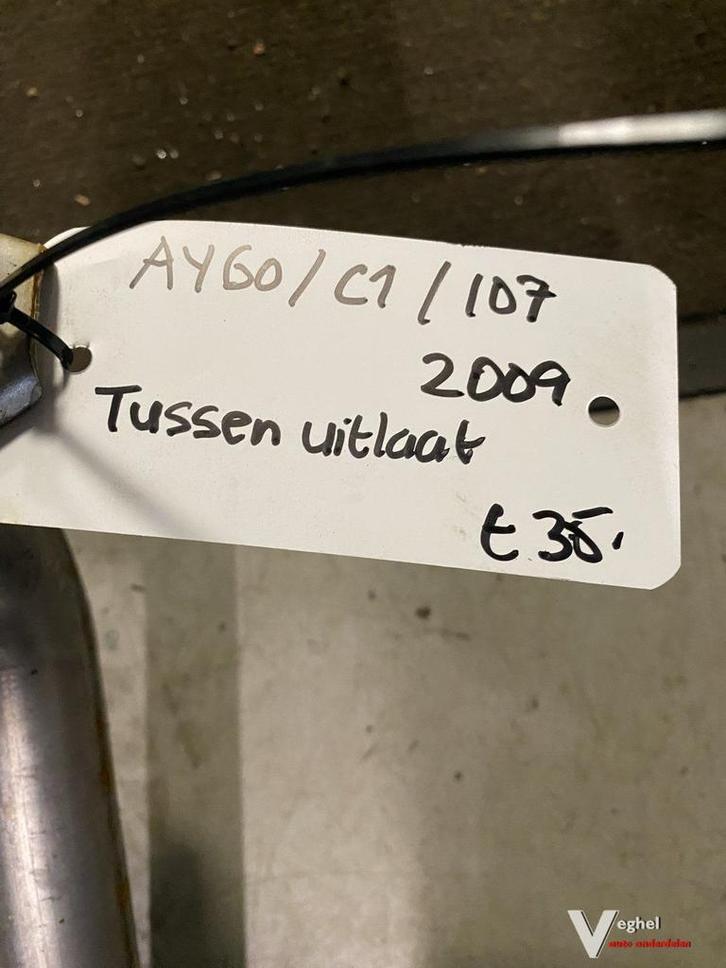 AYGO/C1/107
2009
Tussen uitlaat
€ 35,
Veghel
auto onderdelen